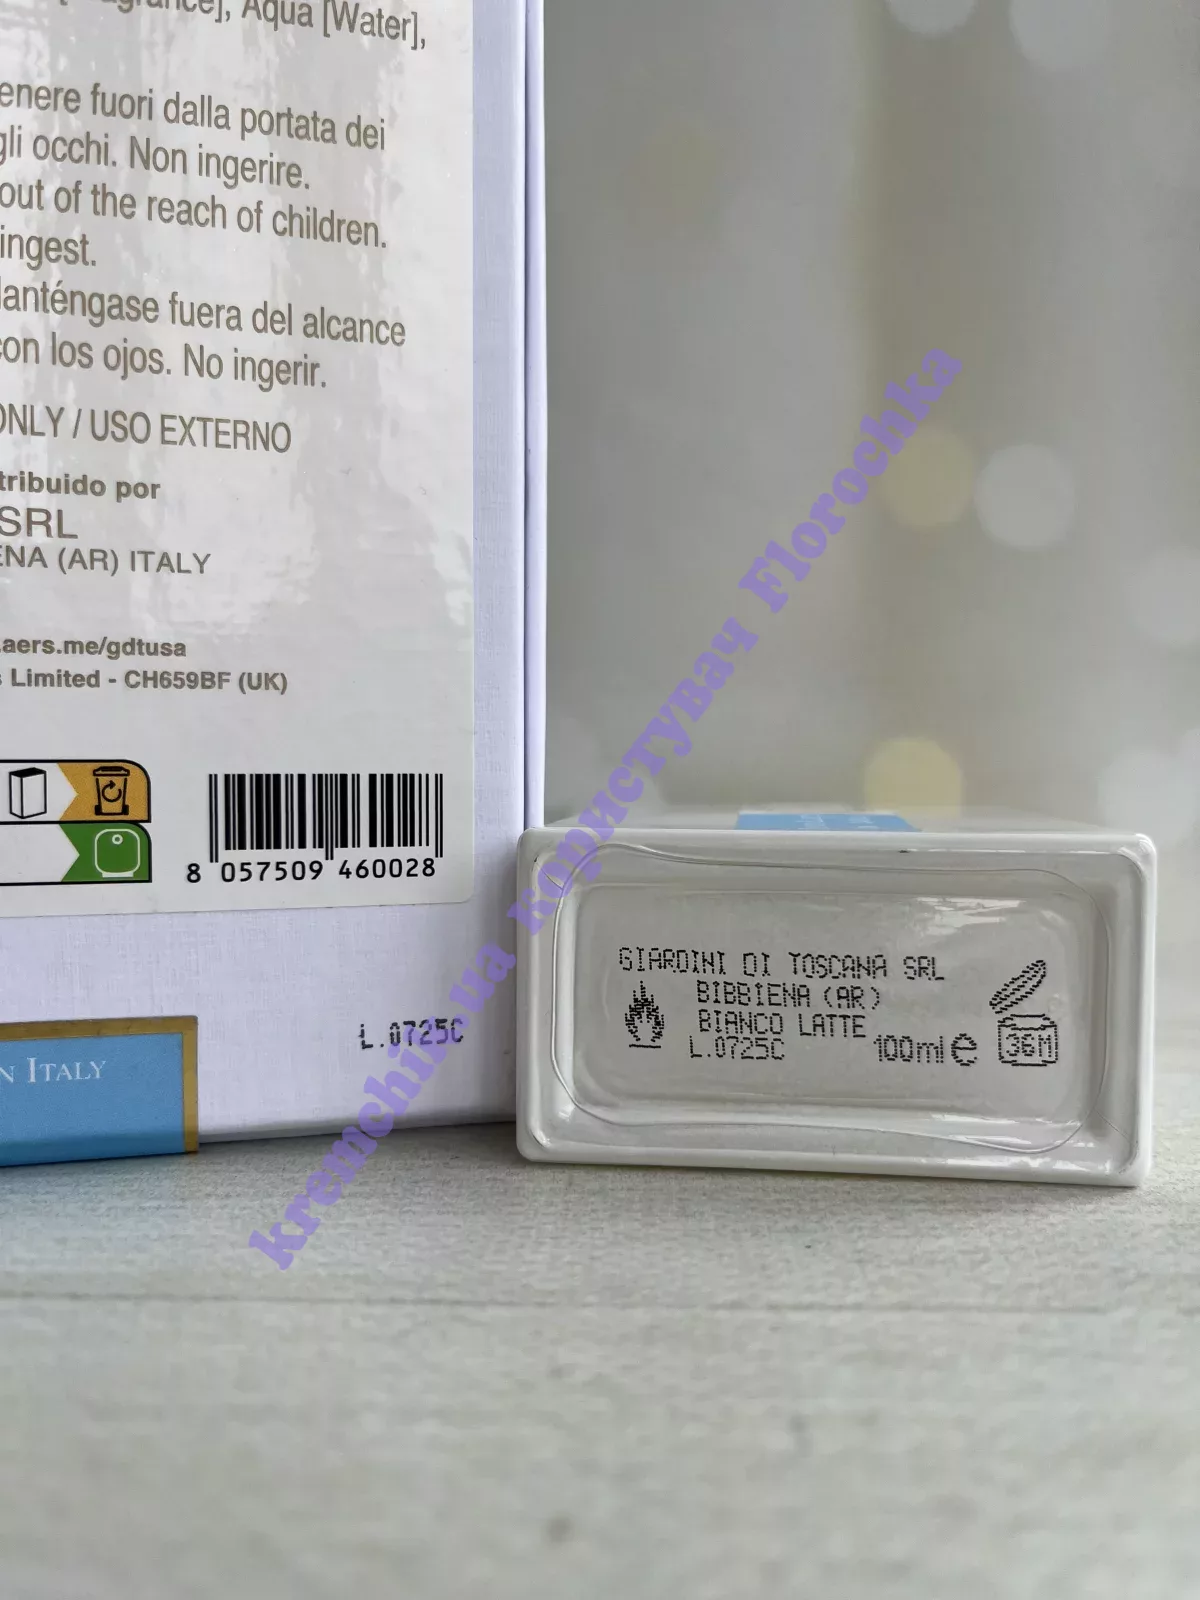 Aqua [Water],
enere fuori dalla portata dei
gli occhi. Non ingerire.
out of the reach of children.
ingest.
lanténgase fuera del alcance
con los ojos. No ingerir.
ONLY / USO EXTERNO
tribuido por
SRL
ENA (AR) ITALY
.aers.me/gdtusa
s Limited - CH659BF (UK)
8 057509 460028
L.0725C
N ITALY
GIARDINI DI TOSCANA SRL
BIBBIENA (AR)
BIANCO LATTE
L.0725C
100ml e
36M
kremchik.ua користувач Florochka